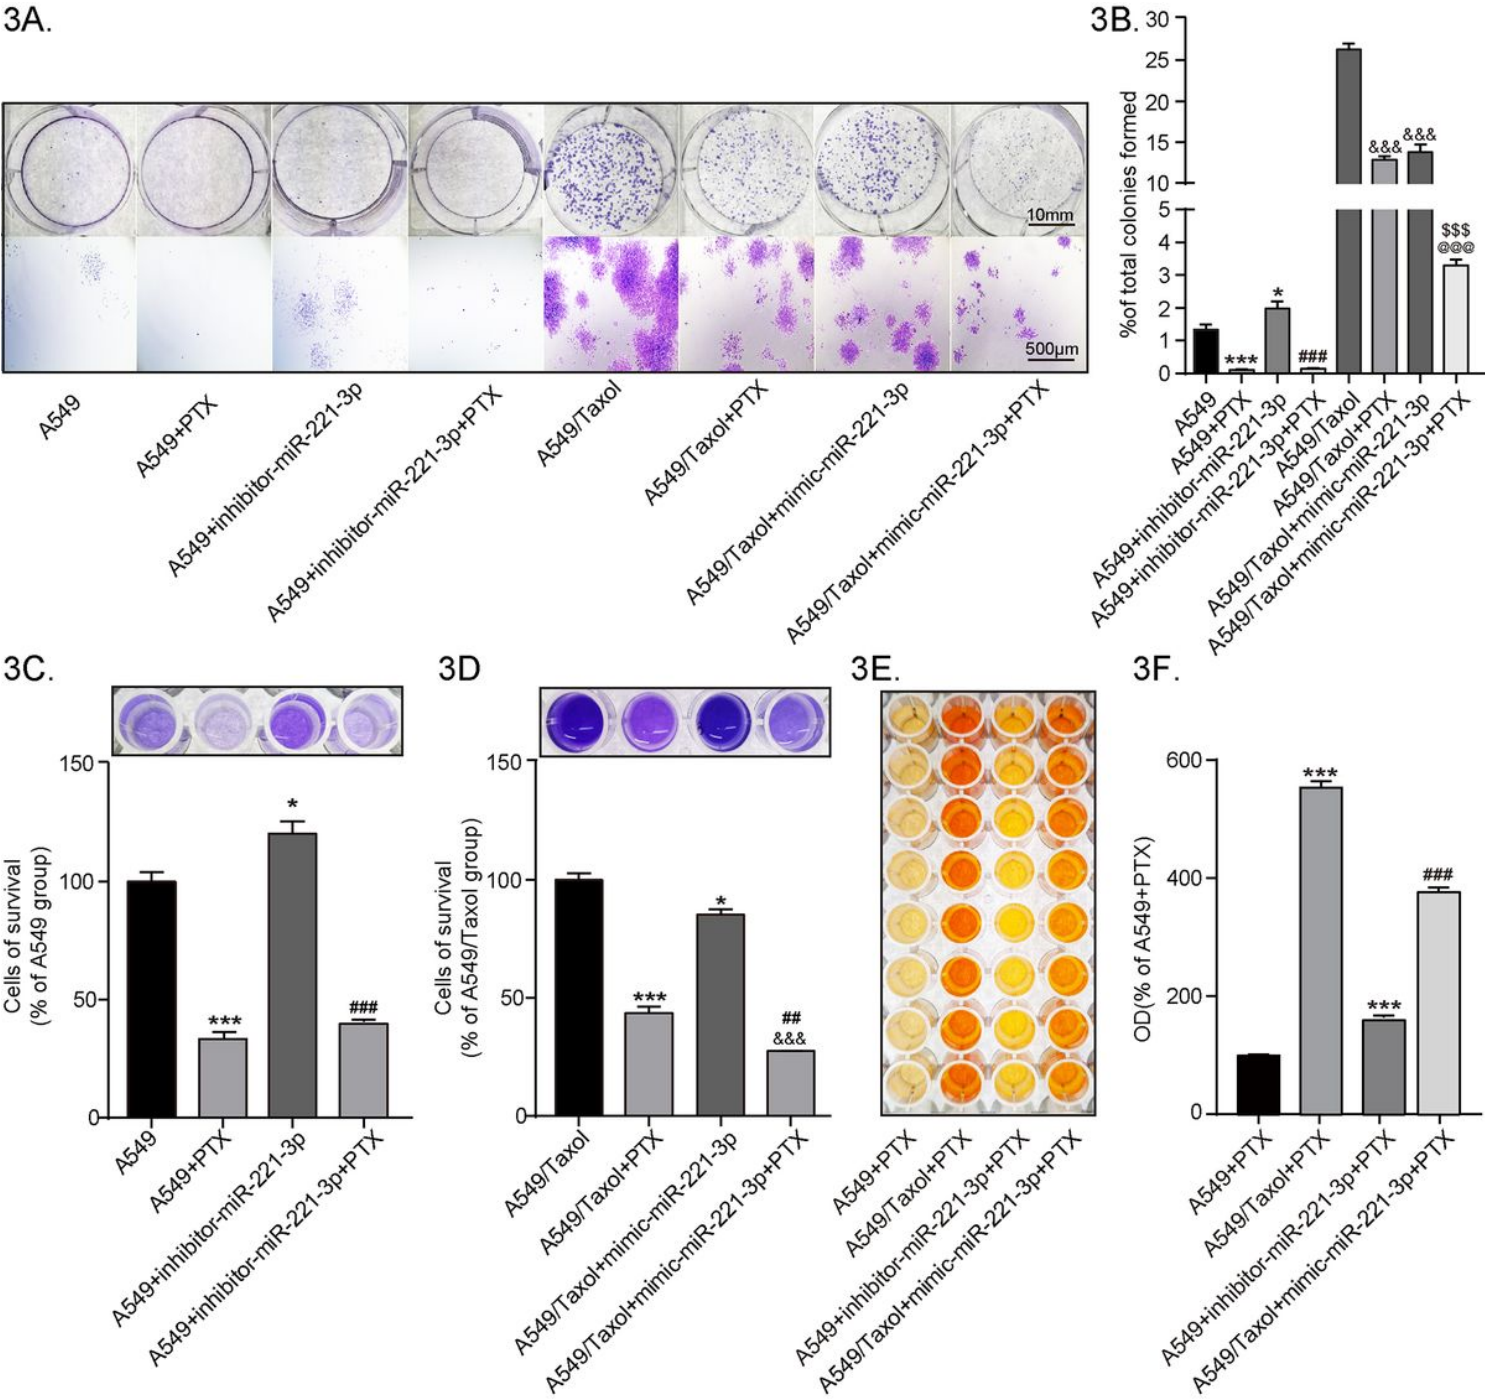 3A.
10mm
500µm
A549
A549+PTX
A549+inhibitor-miR-221-3p
A549+inhibitor-miR-221-3p+PTX
A549/Taxol
A549/Taxol+PTX
A549/Taxol+mimic-miR-221-3p
A549/Taxol+mimic-miR-221-3p+PTX
3B.
%of total colonies formed
30
25
20
15
10
5
4
3
2
1
0
***
*
###
&&&
&&&
$$$
@@@
A549
A549+PTX
A549+inhibitor-miR-221-3p
A549+inhibitor-miR-221-3p+PTX
A549/Taxol
A549/Taxol+PTX
A549/Taxol+mimic-miR-221-3p
A549/Taxol+mimic-miR-221-3p+PTX
3C.
Cells of survival
(% of A549 group)
150
100
50
0
***
*
###
A549
A549+PTX
A549+inhibitor-miR-221-3p
A549+inhibitor-miR-221-3p+PTX
3D
Cells of survival
(% of A549/Taxol group)
150
100
50
0
***
*
##
&&&
A549/Taxol
A549/Taxol+PTX
A549/Taxol+mimic-miR-221-3p
A549/Taxol+mimic-miR-221-3p+PTX
3E.
A549+PTX
A549/Taxol+PTX
A549+inhibitor-miR-221-3p+PTX
A549/Taxol+mimic-miR-221-3p+PTX
3F.
OD(% of A549+PTX)
600
400
200
0
***
***
###
A549+PTX
A549/Taxol+PTX
A549+inhibitor-miR-221-3p+PTX
A549/Taxol+mimic-miR-221-3p+PTX